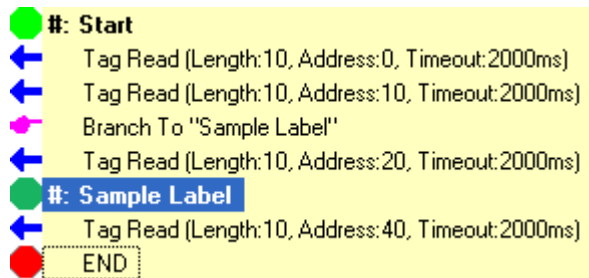 #: Start
Tag Read (Length:10, Address:0, Timeout:2000ms)
Tag Read (Length:10, Address:10, Timeout:2000ms)
Branch To "Sample Label"
Tag Read (Length:10, Address:20, Timeout:2000ms)
#: Sample Label
Tag Read (Length:10, Address:40, Timeout:2000ms)
END